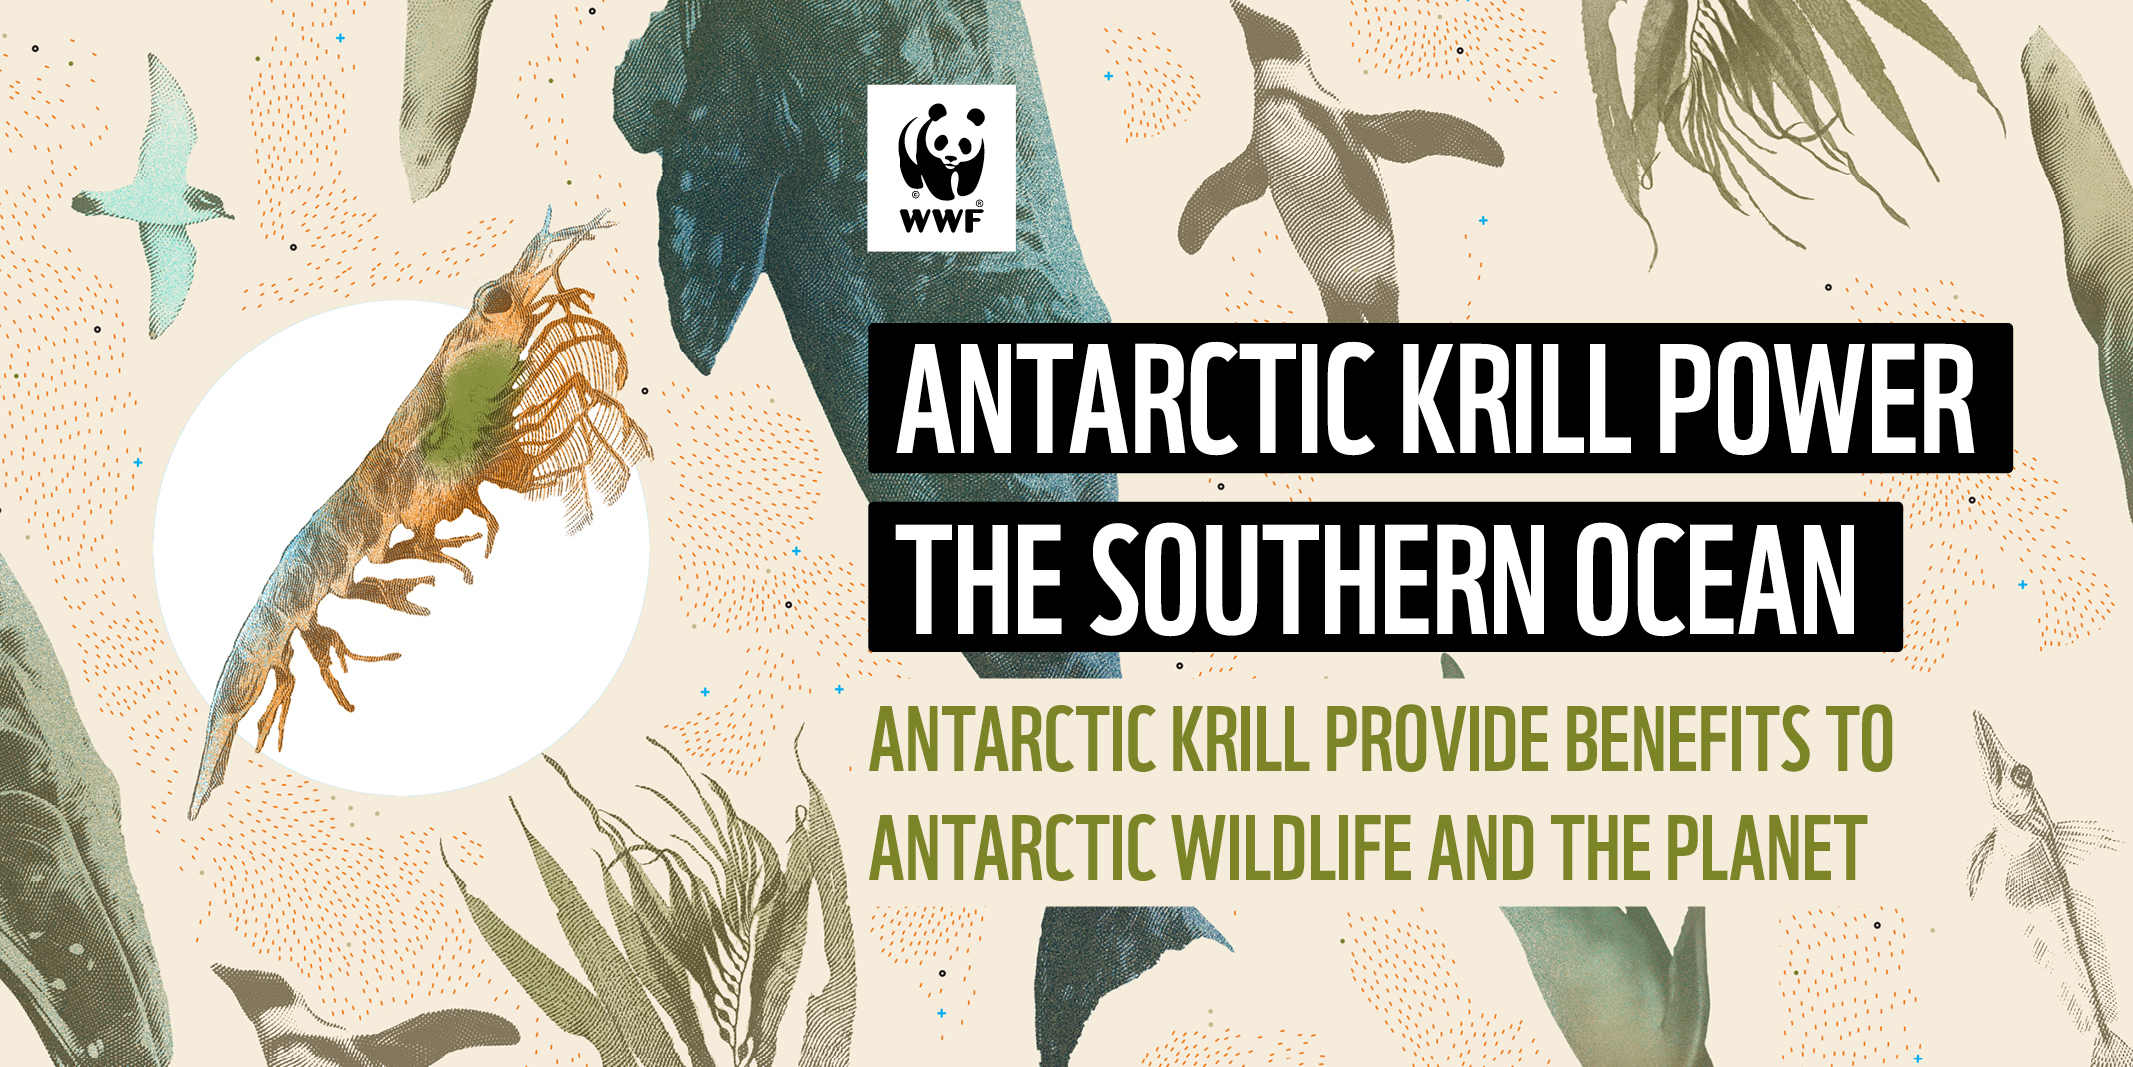 ©
®
WWF
ANTARCTIC KRILL POWER
THE SOUTHERN OCEAN
ANTARCTIC KRILL PROVIDE BENEFITS TO
ANTARCTIC WILDLIFE AND THE PLANET